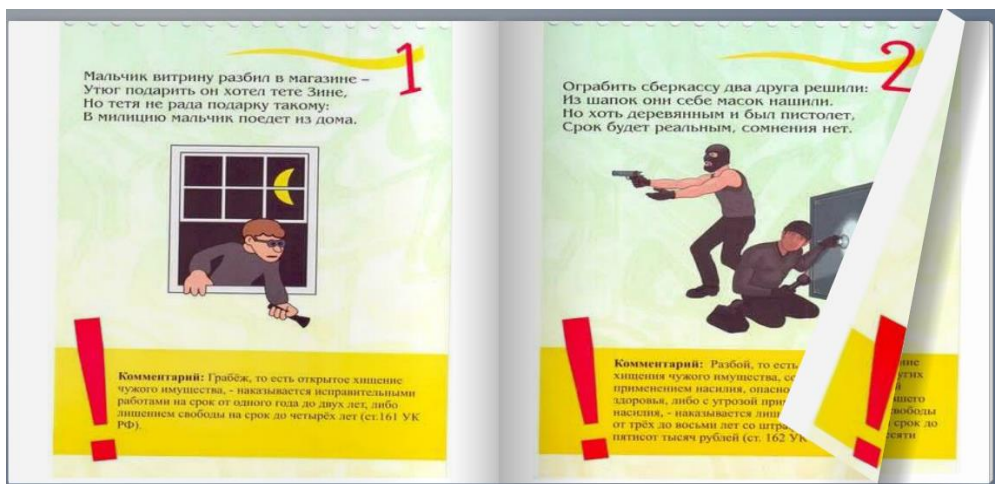 1
Мальчик витрину разбил в магазине –
Утюг подарить он хотел тете Зине,
Но тетя не рада подарку такому:
В милицию мальчик поедет из дома.
Комментарий: Грабёж, то есть открытое хищение
чужого имущества, - наказывается исправительными
работами на срок от одного года до двух лет, либо
лишением свободы на срок до четырёх лет (ст.161 УК
РФ).
2
Ограбить сберкассу два друга решили:
Из шапок они себе масок нашили.
Но хоть деревянным и был пистолет,
Срок будет реальным, сомнения нет.
Комментарий: Разбой, то есть
хищения чужого имущества,
применением насилия,
здоровья, либо с угрозой
насилия, - наказывается
от трёх до восьми лет со
пятисот тысяч рублей (ст. 162 УК